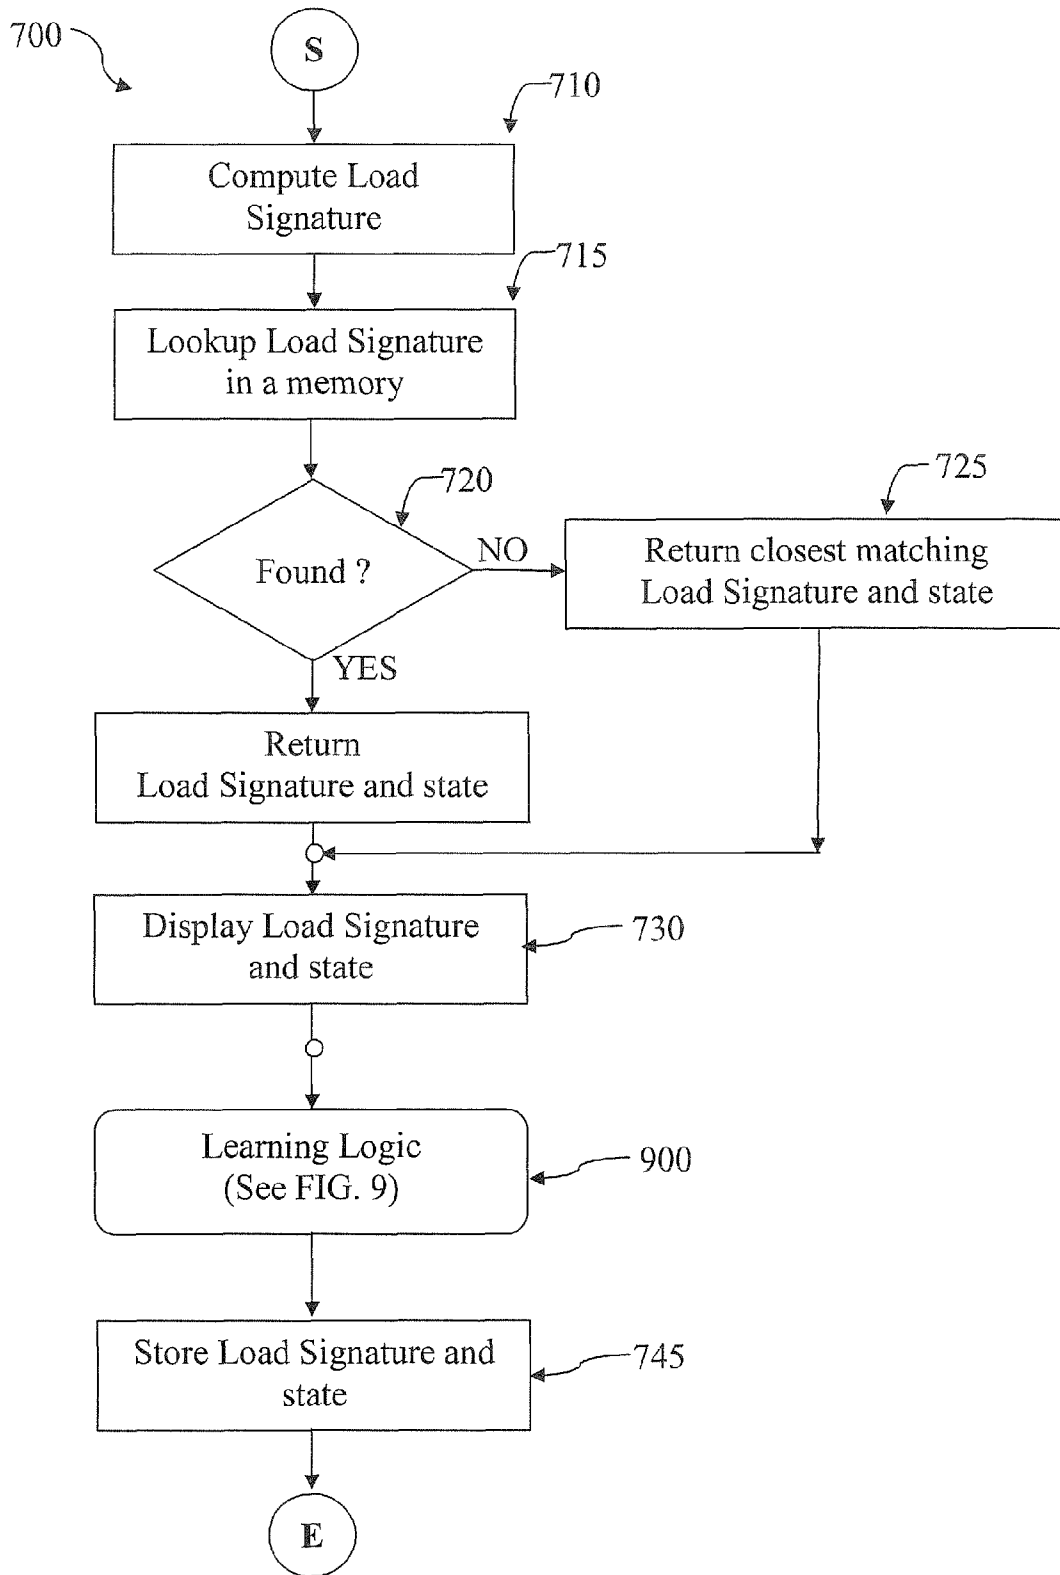 700
S
710
Compute Load
Signature
715
Lookup Load Signature
in a memory
720
Found ?
NO
725
Return closest matching
Load Signature and state
YES
Return
Load Signature and state
Display Load Signature
and state
730
Learning Logic
(See FIG. 9)
900
Store Load Signature and
state
745
E